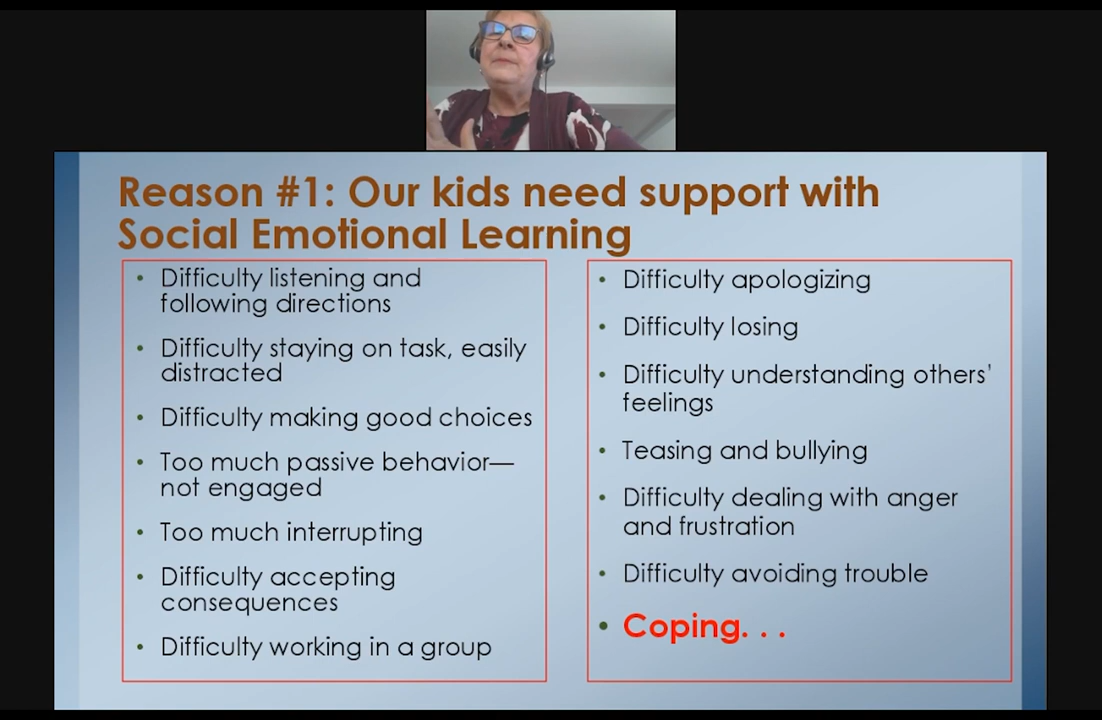 Reason #1: Our kids need support with
Social Emotional Learning
• Difficulty listening and
following directions
• Difficulty staying on task, easily
distracted
• Difficulty making good choices
• Too much passive behavior—
not engaged
• Too much interrupting
• Difficulty accepting
consequences
• Difficulty working in a group
• Difficulty apologizing
• Difficulty losing
• Difficulty understanding others'
feelings
• Teasing and bullying
• Difficulty dealing with anger
and frustration
• Difficulty avoiding trouble
• Coping. . .